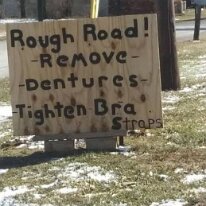 Rough Road!
-Remove-
-Dentures-
Tighten Bra
Straps